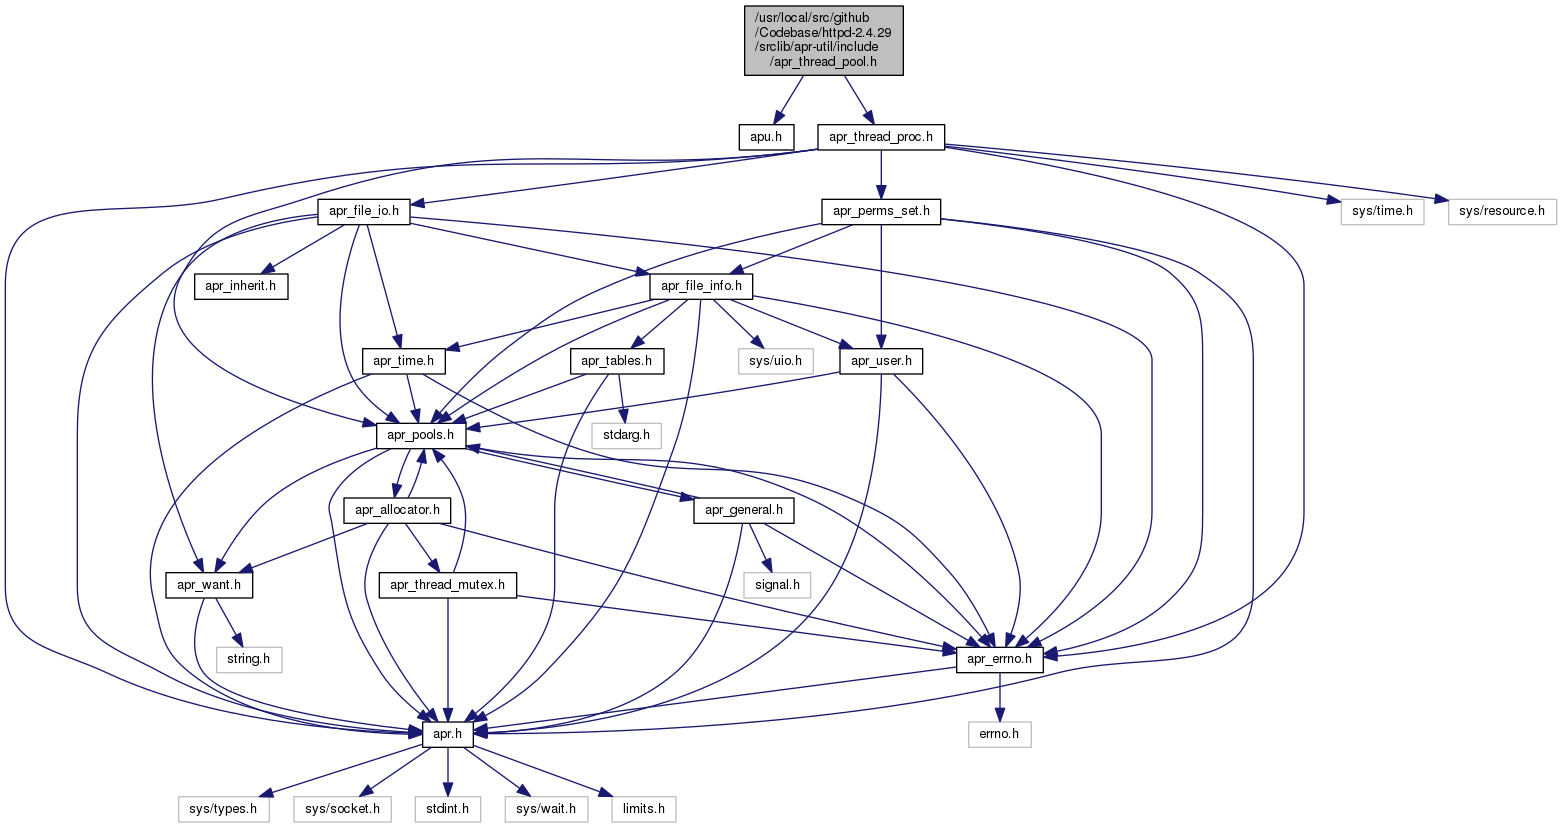 /usr/local/src/github
/Codebase/httpd-2.4.29
/srclib/apr-util/include
/apr_thread_pool.h
apu.h
apr_thread_proc.h
apr_file_io.h
apr_perms_set.h
sys/time.h
sys/resource.h
apr_inherit.h
apr_file_info.h
apr_time.h
apr_tables.h
sys/uio.h
apr_user.h
apr_pools.h
stdarg.h
apr_allocator.h
apr_general.h
apr_want.h
apr_thread_mutex.h
signal.h
string.h
apr_errno.h
apr.h
errno.h
sys/types.h
sys/socket.h
stdint.h
sys/wait.h
limits.h